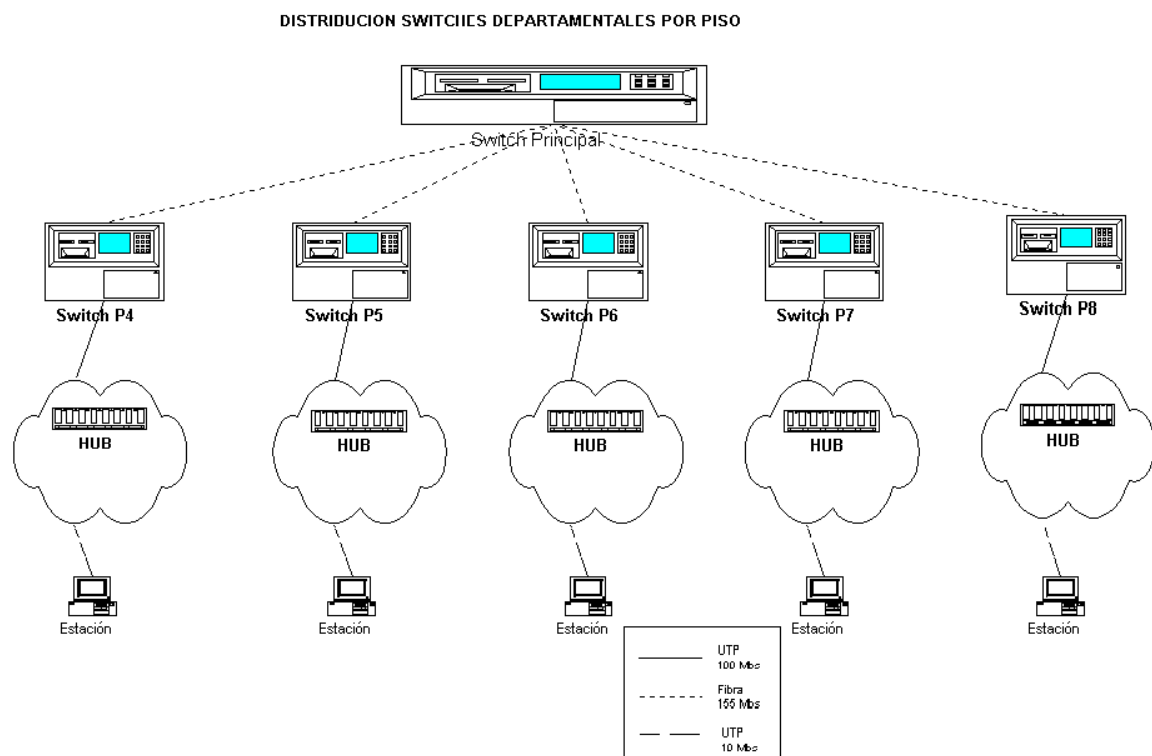 DISTRIBUCION SWITCHES DEPARTAMENTALES POR PISO
Switch Principal
Switch P4
Switch P5
Switch P6
Switch P7
Switch P8
HUB
HUB
HUB
HUB
HUB
Estación
Estación
Estación
Estación
Estación
UTP
100 Mbs
Fibra
155 Mbs
UTP
10 Mbs